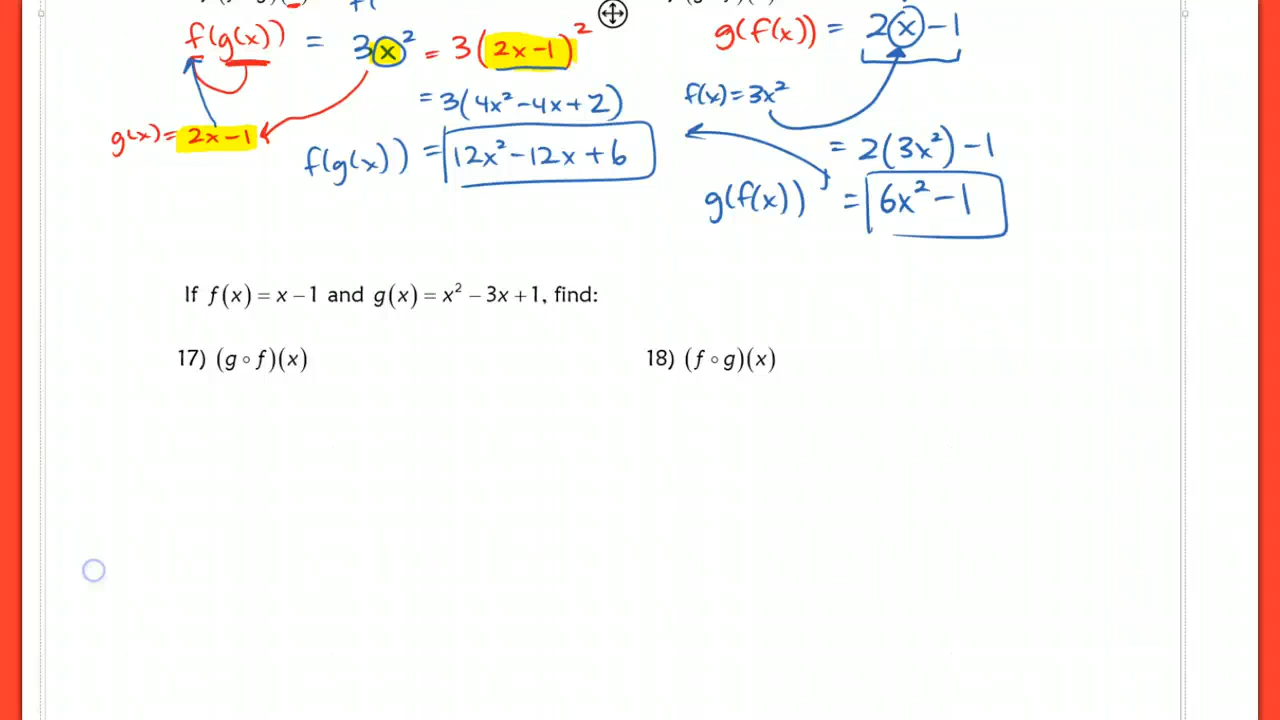 f(g(x)) = 3x² = 3(2x-1)²
= 3(4x²-4x+2)
g(x) = 2x-1
f(g(x)) = 12x²-12x+6
g(f(x)) = 2(x)-1
f(x) = 3x²
= 2(3x²)-1
g(f(x)) = 6x²-1
If f(x) = x-1 and g(x) = x² - 3x + 1, find:
17) (g∘f)(x)
18) (f∘g)(x)